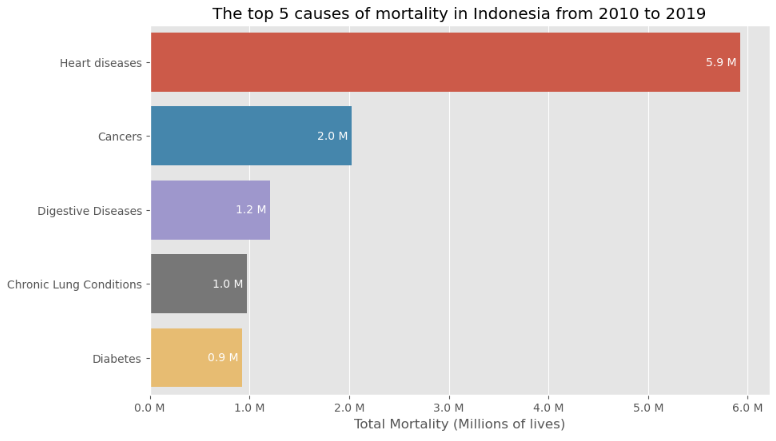 The top 5 causes of mortality in Indonesia from 2010 to 2019
Heart diseases
5.9 M
Cancers
2.0 M
Digestive Diseases
1.2 M
Chronic Lung Conditions
1.0 M
Diabetes
0.9 M
0.0 M 1.0 M 2.0 M 3.0 M 4.0 M 5.0 M 6.0 M
Total Mortality (Millions of lives)